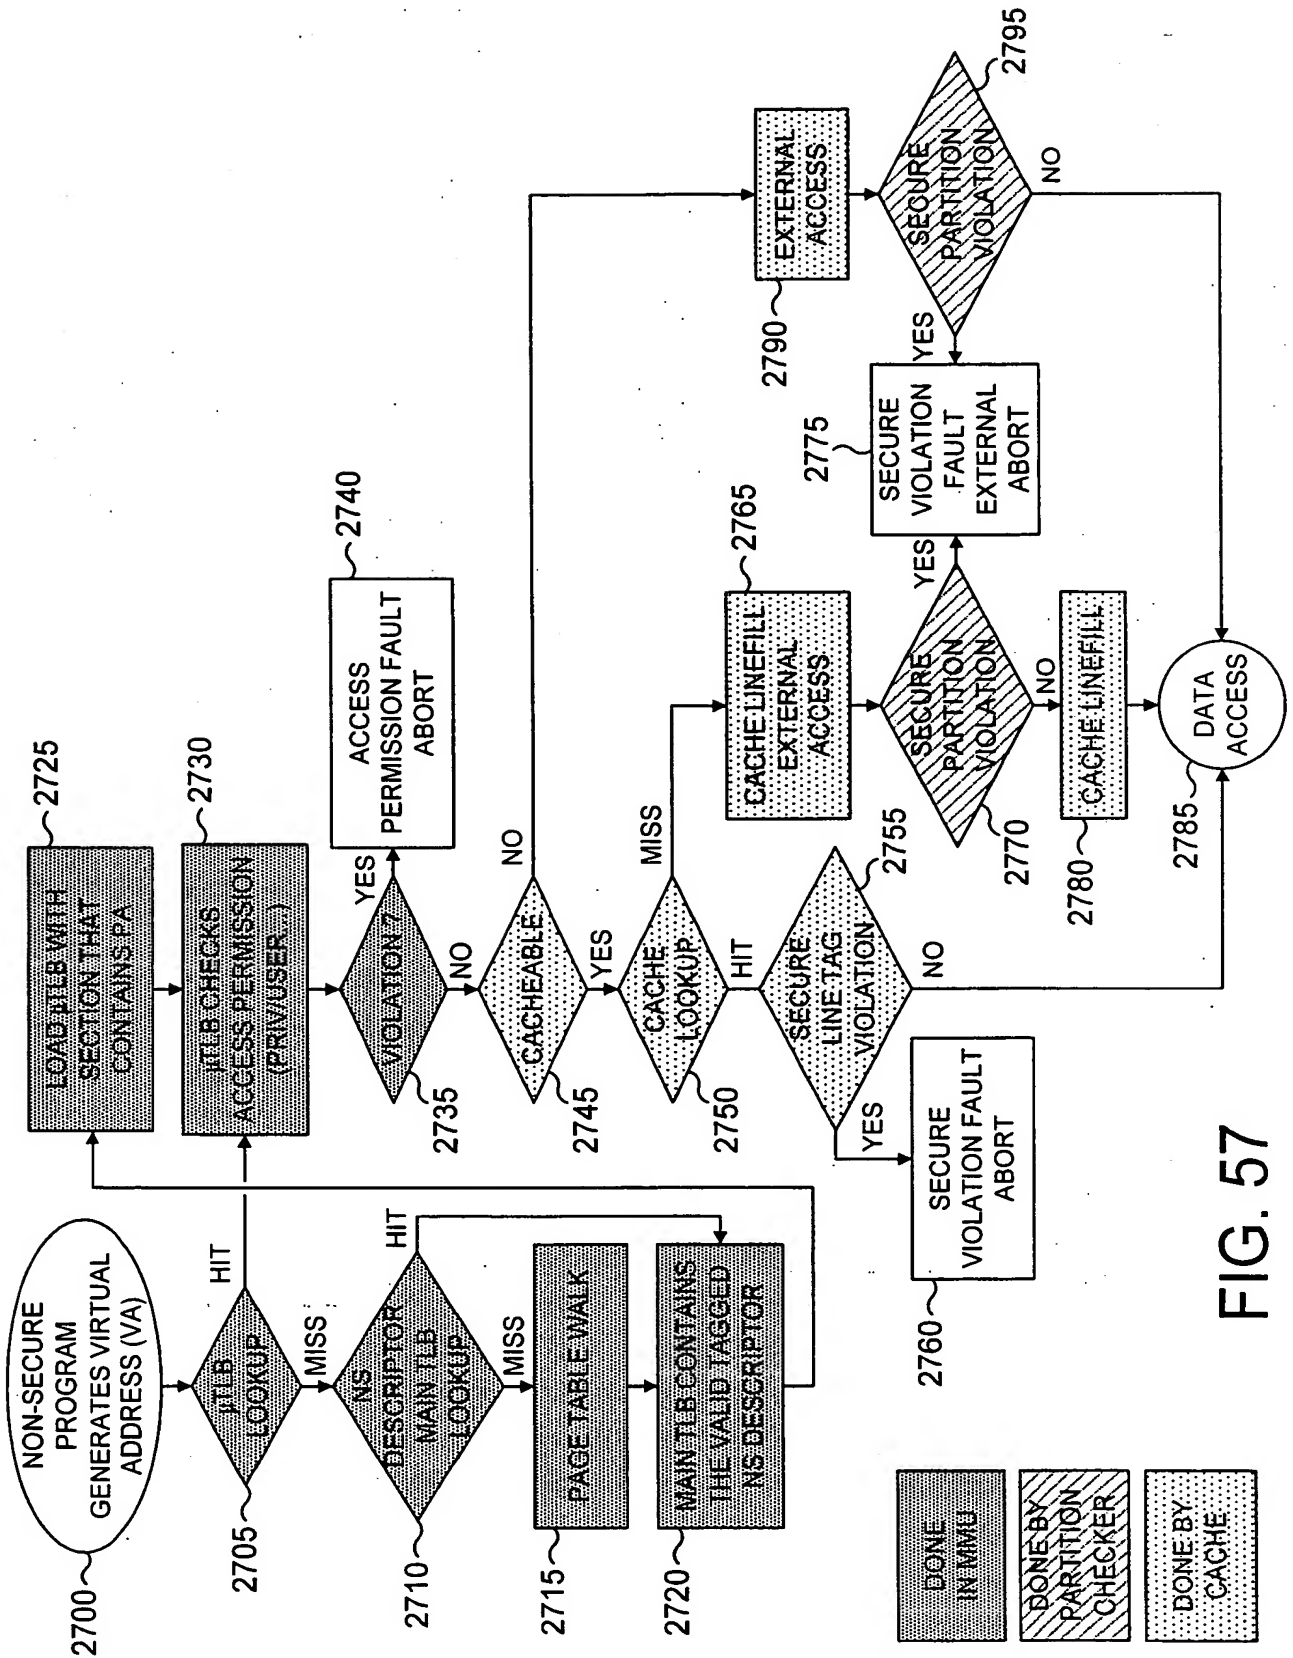 NON-SECURE
PROGRAM
GENERATES VIRTUAL
ADDRESS (VA)
2700
µTLB
LOOKUP
2705
HIT
MISS
NS
DESCRIPTOR
MAIN TLB
LOOKUP
2710
HIT
MISS
PAGE TABLE WALK
2715
MAIN TLB CONTAINS
THE VALID TAGGED
NS DESCRIPTOR
2720
LOAD µTLB WITH
SECTION THAT
CONTAINS PA
2725
µTLB CHECKS
ACCESS PERMISSION
(PRIV/USER..)
2730
VIOLATION?
2735
YES
NO
ACCESS
PERMISSION FAULT
ABORT
2740
CACHEABLE
2745
NO
YES
CACHE
LOOKUP
2750
MISS
HIT
SECURE
LINE TAG
VIOLATION
2755
YES
NO
SECURE
VIOLATION FAULT
ABORT
2760
CACHE LINEFILL
EXTERNAL
ACCESS
2765
SECURE
PARTITION
VIOLATION
2770
YES
NO
SECURE
VIOLATION
FAULT
EXTERNAL
ABORT
2775
CACHE LINEFILL
2780
DATA
ACCESS
2785
EXTERNAL
ACCESS
2790
SECURE
PARTITION
VIOLATION
2795
YES
NO
DONE
IN MMU
DONE BY
PARTITION
CHECKER
DONE BY
CACHE
FIG. 57